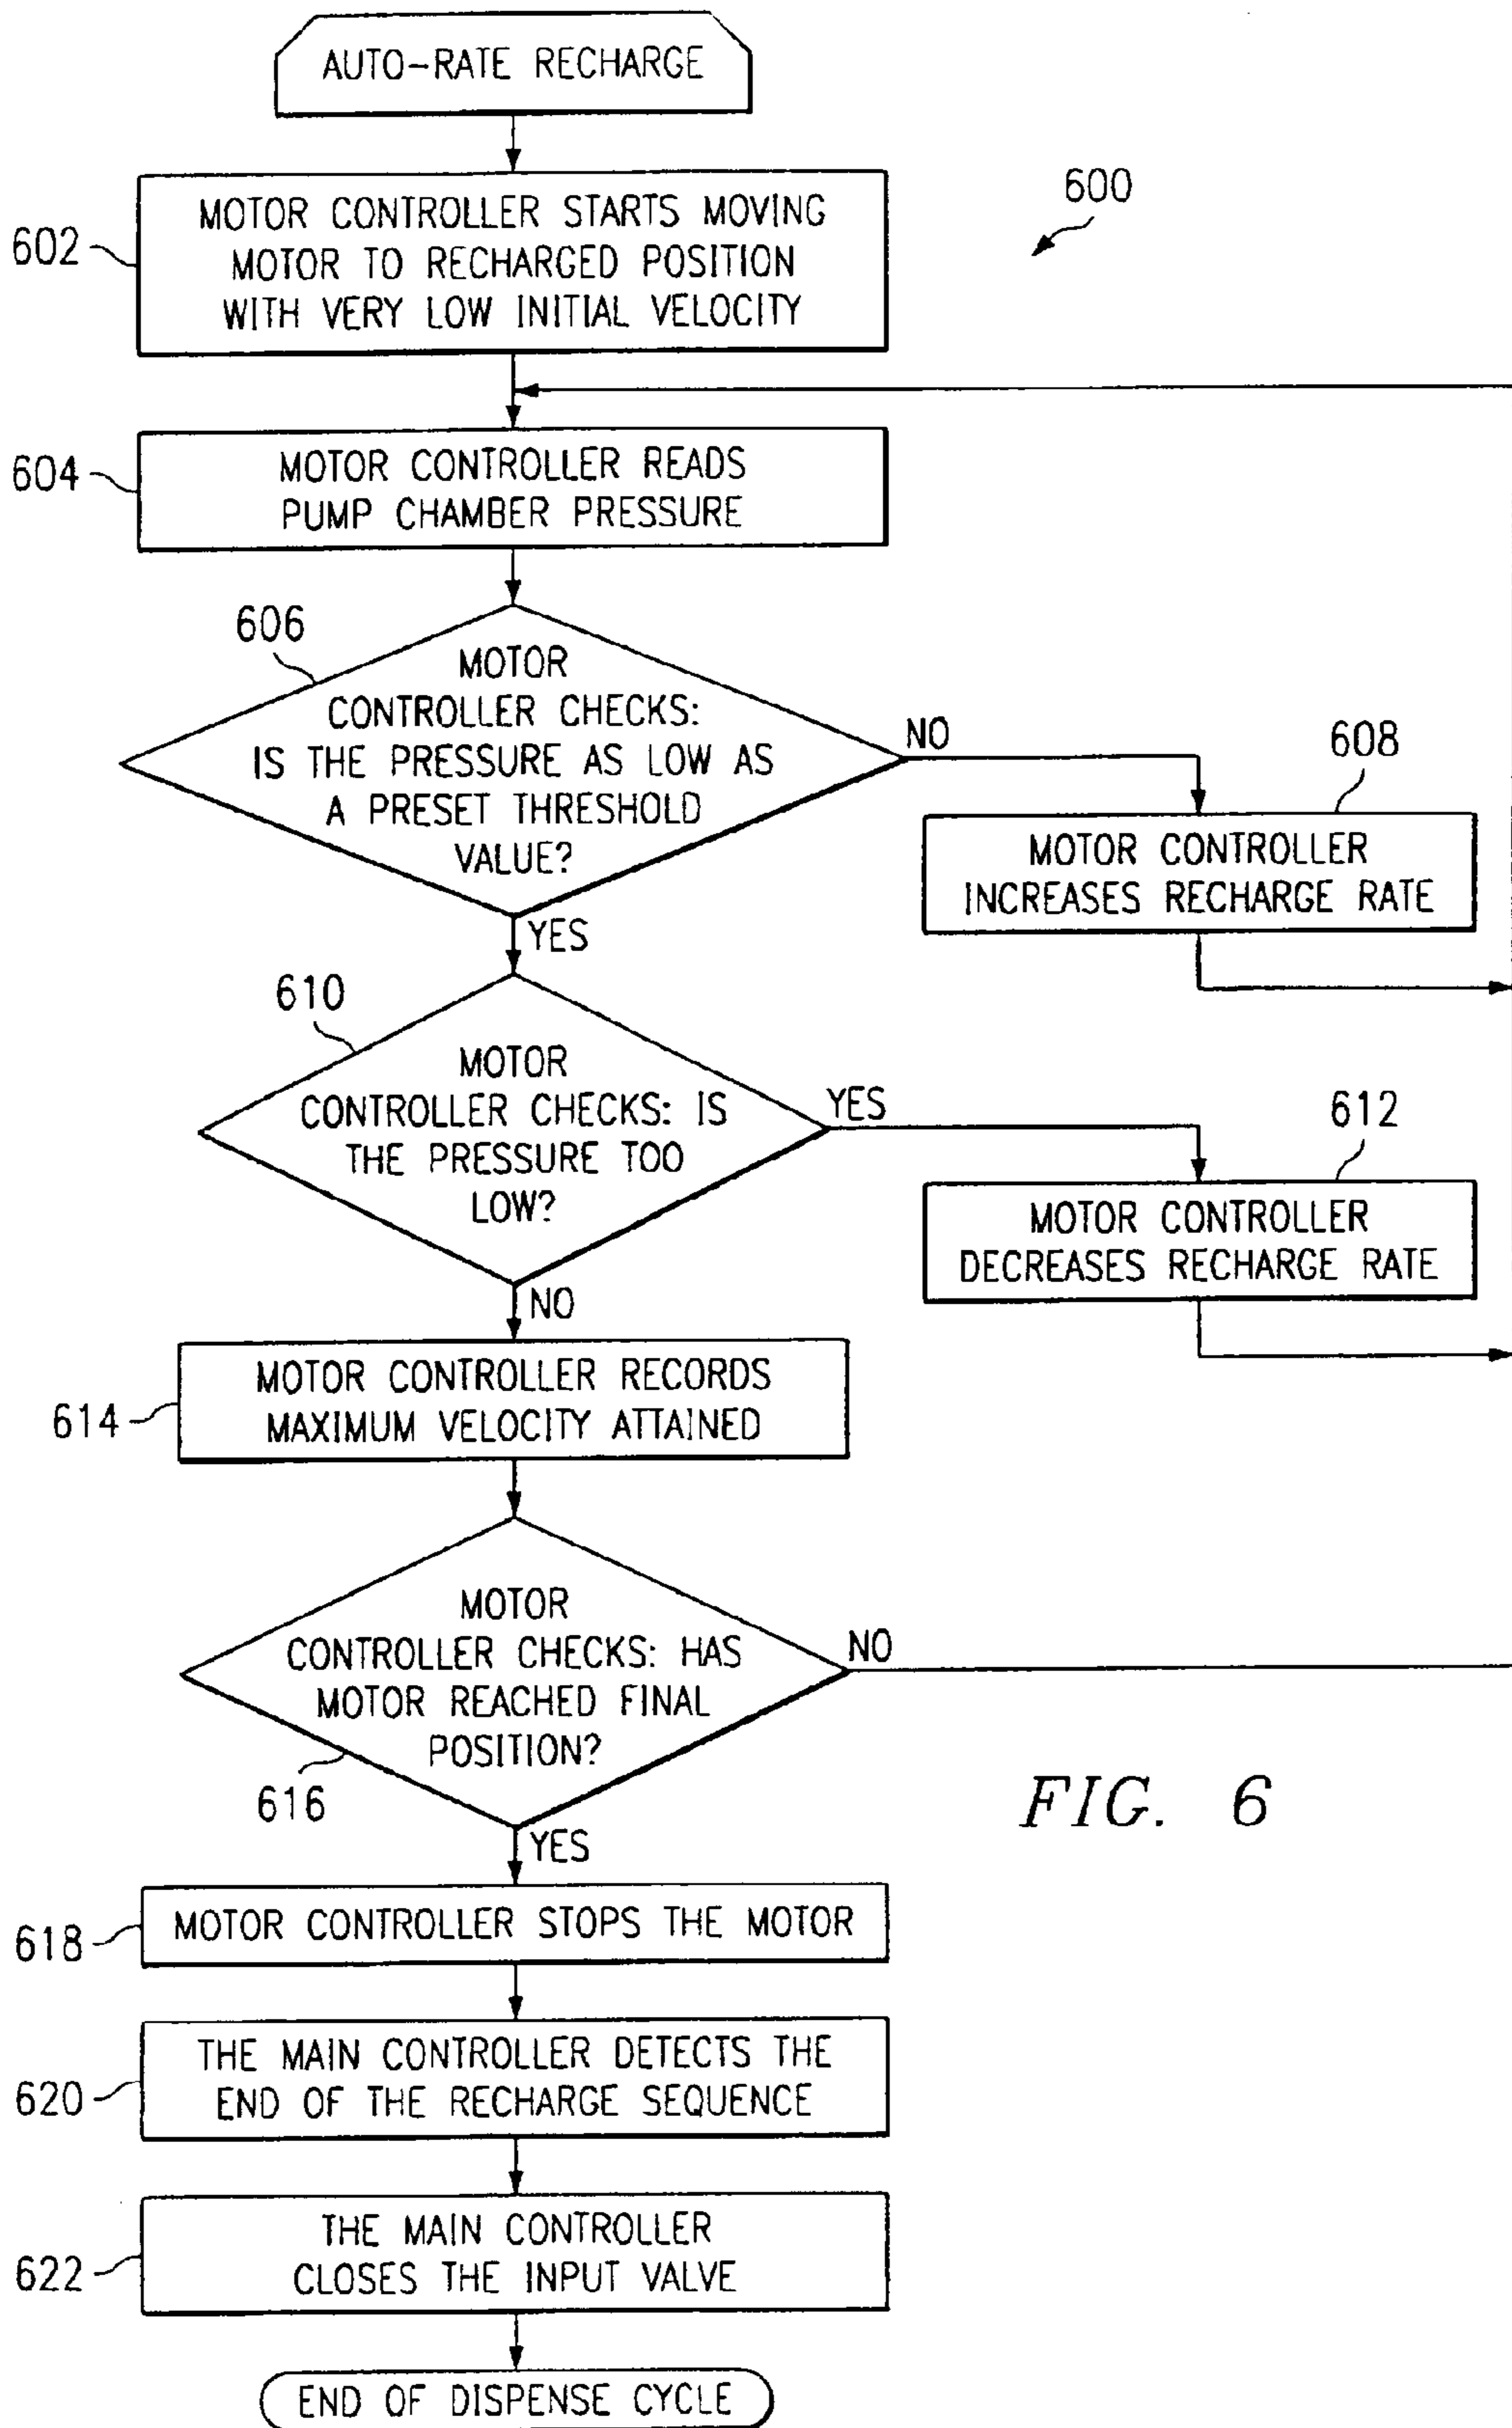 AUTO-RATE RECHARGE
600
602
MOTOR CONTROLLER STARTS MOVING
MOTOR TO RECHARGED POSITION
WITH VERY LOW INITIAL VELOCITY
604
MOTOR CONTROLLER READS
PUMP CHAMBER PRESSURE
606
MOTOR
CONTROLLER CHECKS:
IS THE PRESSURE AS LOW AS
A PRESET THRESHOLD
VALUE?
NO
608
MOTOR CONTROLLER
INCREASES RECHARGE RATE
YES
610
MOTOR
CONTROLLER CHECKS: IS
THE PRESSURE TOO
LOW?
YES
612
MOTOR CONTROLLER
DECREASES RECHARGE RATE
NO
614
MOTOR CONTROLLER RECORDS
MAXIMUM VELOCITY ATTAINED
MOTOR
CONTROLLER CHECKS: HAS
MOTOR REACHED FINAL
POSITION?
NO
616
YES
FIG. 6
618
MOTOR CONTROLLER STOPS THE MOTOR
620
THE MAIN CONTROLLER DETECTS THE
END OF THE RECHARGE SEQUENCE
622
THE MAIN CONTROLLER
CLOSES THE INPUT VALVE
END OF DISPENSE CYCLE